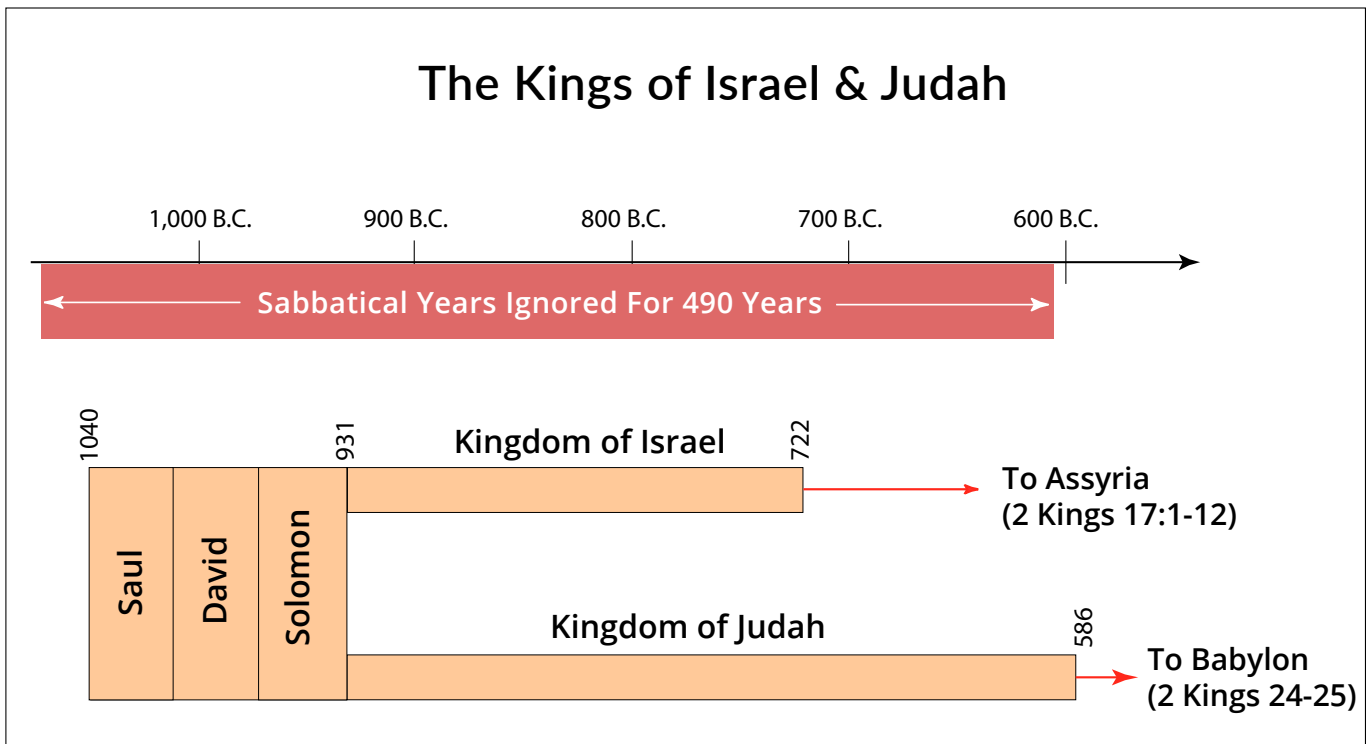 The Kings of Israel & Judah
1,000 B.C.
900 B.C.
800 B.C.
700 B.C.
600 B.C.
Sabbatical Years Ignored For 490 Years
1040
931
Kingdom of Israel
722
To Assyria
(2 Kings 17:1-12)
Saul
David
Solomon
Kingdom of Judah
586
To Babylon
(2 Kings 24-25)